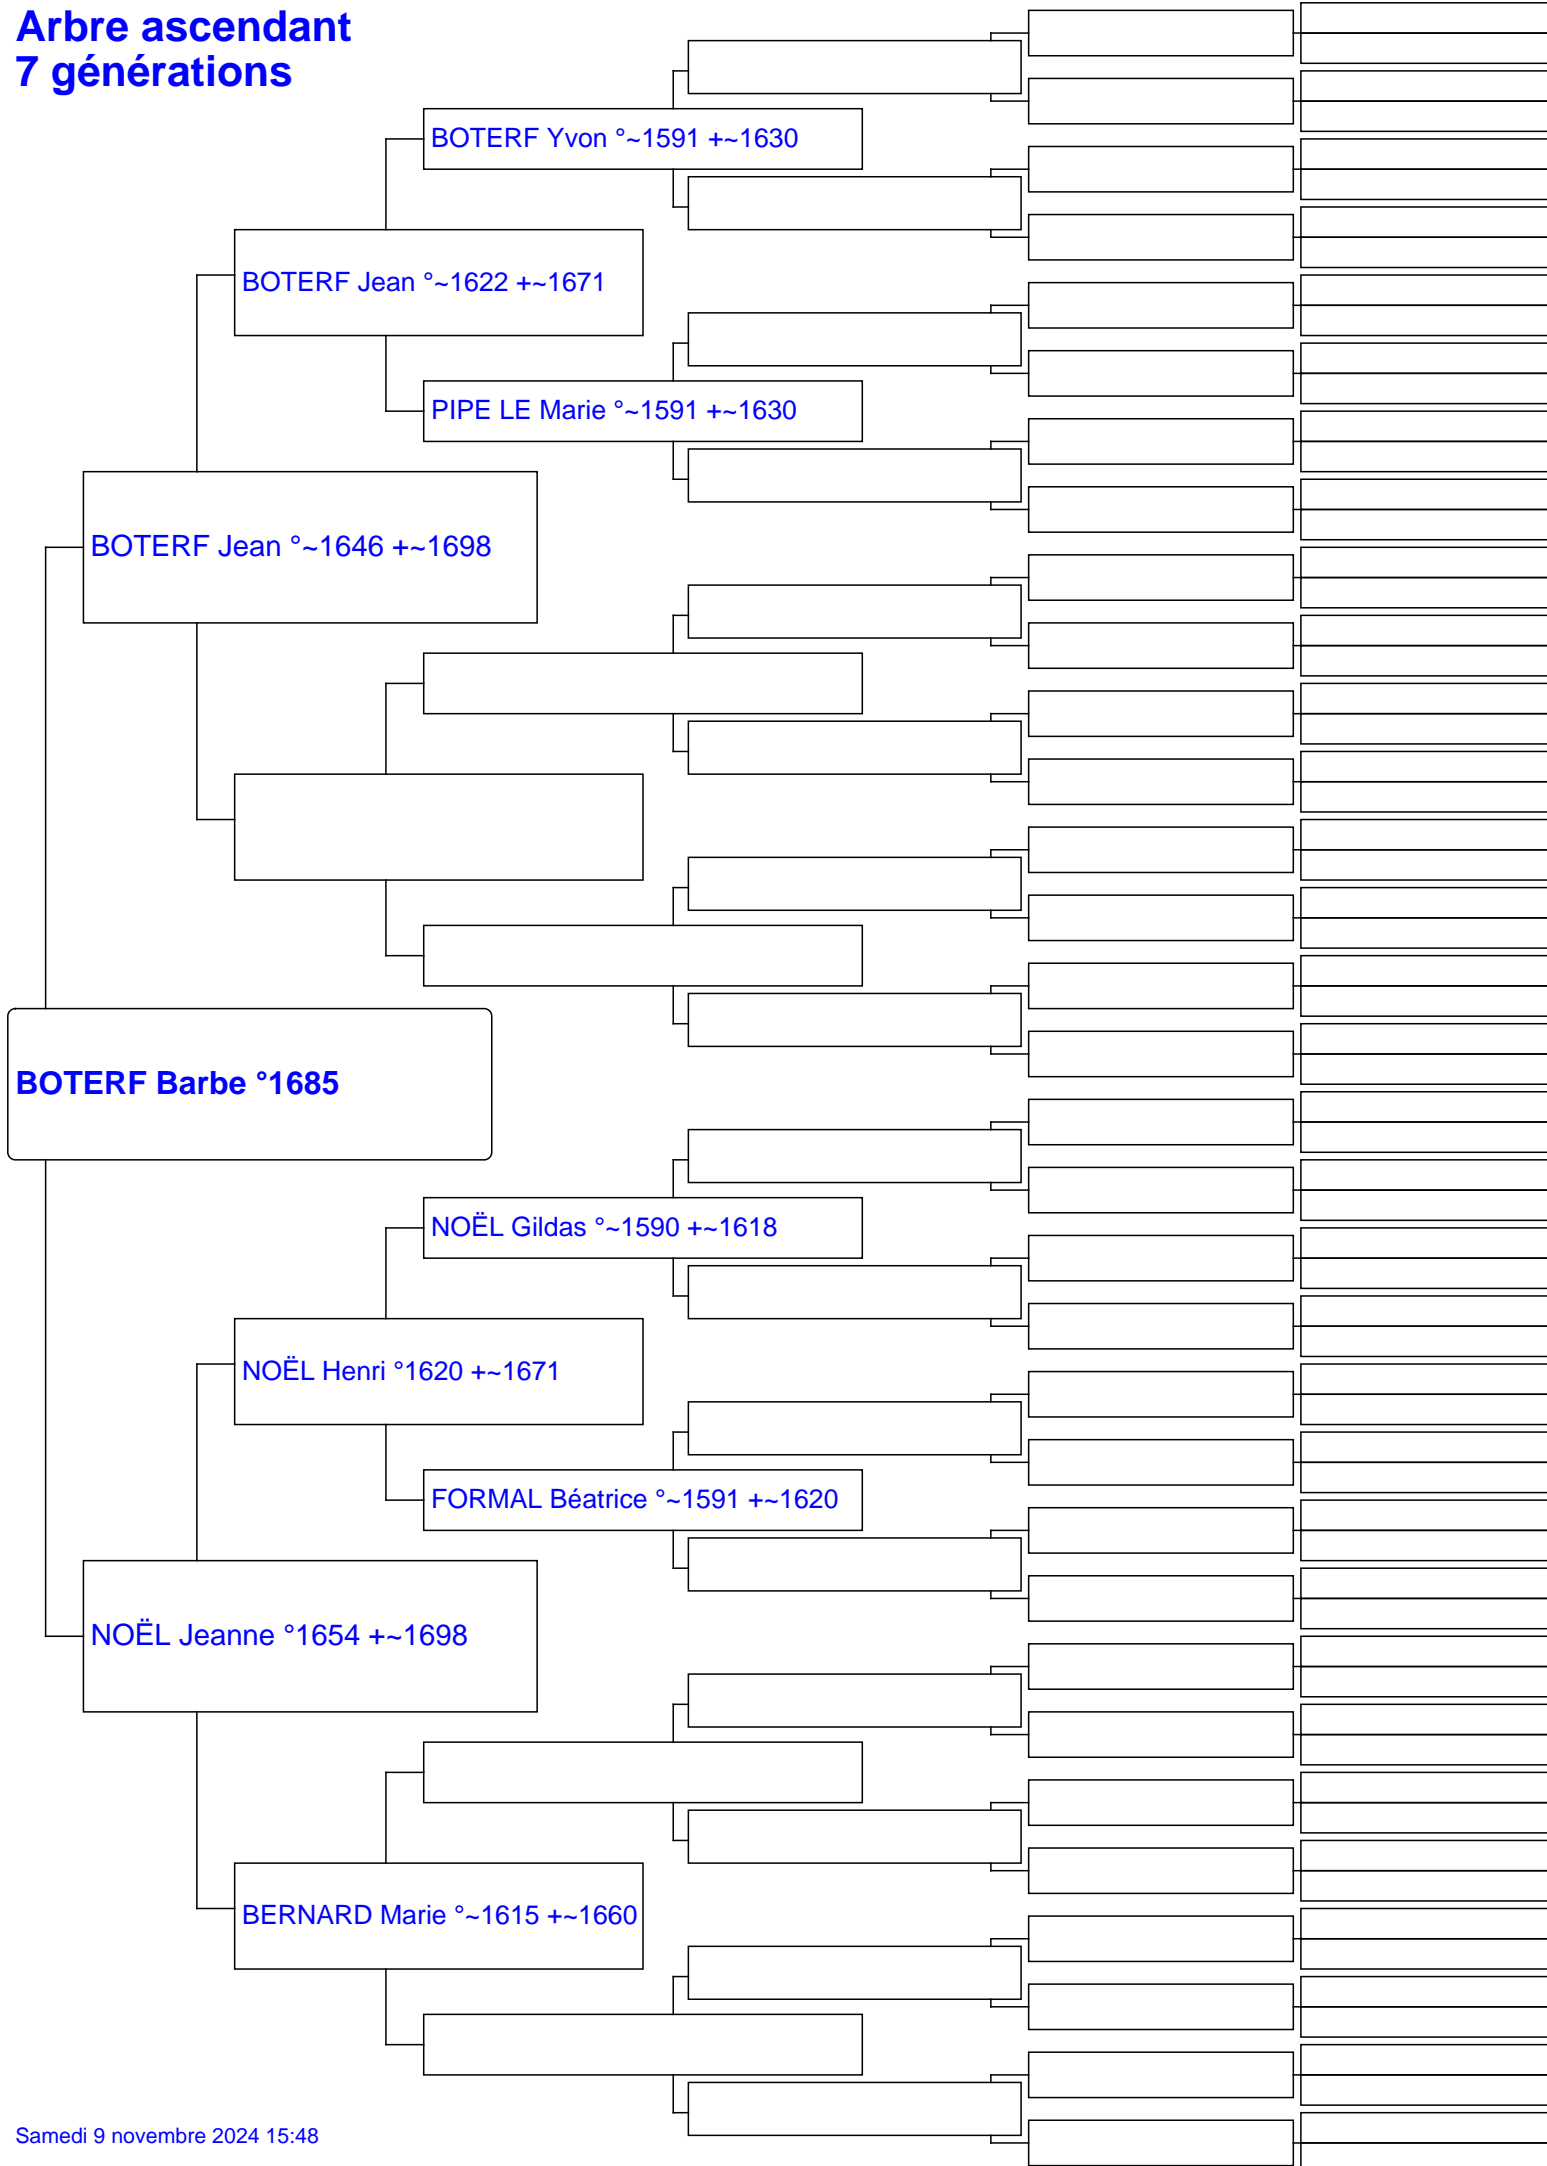 Arbre ascendant
7 générations
BOTERF Yvon °~1591 +~1630
BOTERF Jean °~1622 +~1671
PIPE LE Marie °~1591 +~1630
BOTERF Jean °~1646 +~1698
BOTERF Barbe °1685
NOËL Gildas °~1590 +~1618
NOËL Henri °1620 +~1671
FORMAL Béatrice °~1591 +~1620
NOËL Jeanne °1654 +~1698
BERNARD Marie °~1615 +~1660
Samedi 9 novembre 2024 15:48